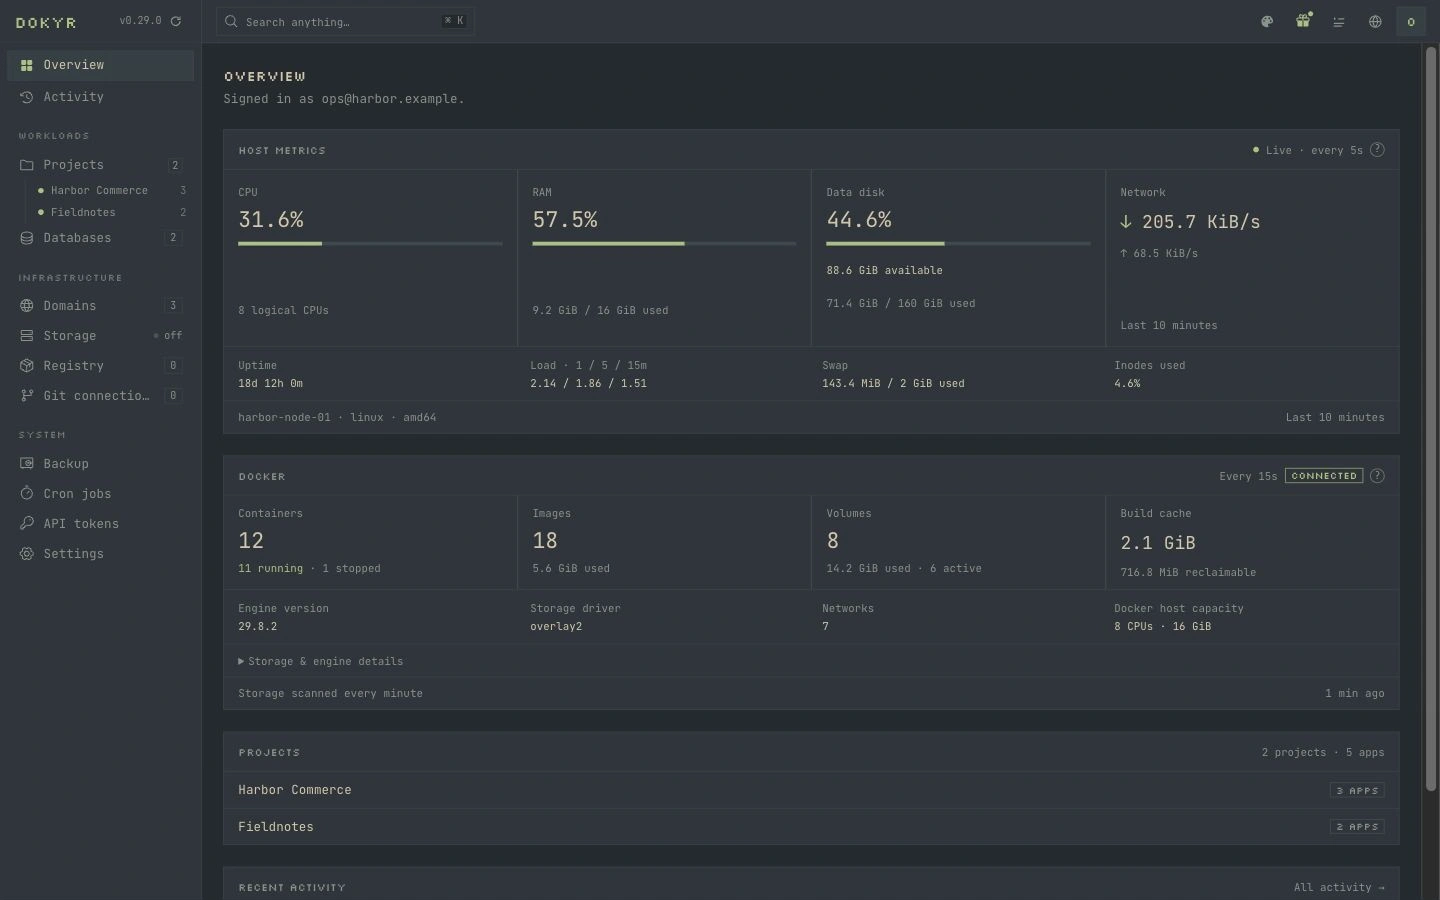 DOKYR
v0.29.0
Search anything…
⌘ K
O
Overview
Activity
WORKLOADS
Projects 2
Harbor Commerce 3
Fieldnotes 2
Databases 2
INFRASTRUCTURE
Domains 3
Storage off
Registry 0
Git connectio… 0
SYSTEM
Backup
Cron jobs
API tokens
Settings
OVERVIEW
Signed in as ops@harbor.example.
HOST METRICS
Live · every 5s ?
CPU
31.6%
8 logical CPUs
RAM
57.5%
9.2 GiB / 16 GiB used
Data disk
44.6%
88.6 GiB available
71.4 GiB / 160 GiB used
Network
↓ 205.7 KiB/s
↑ 68.5 KiB/s
Last 10 minutes
Uptime
18d 12h 0m
Load · 1 / 5 / 15m
2.14 / 1.86 / 1.51
Swap
143.4 MiB / 2 GiB used
Inodes used
4.6%
harbor-node-01 · linux · amd64
Last 10 minutes
DOCKER
Every 15s CONNECTED ?
Containers
12
11 running · 1 stopped
Images
18
5.6 GiB used
Volumes
8
14.2 GiB used · 6 active
Build cache
2.1 GiB
716.8 MiB reclaimable
Engine version
29.8.2
Storage driver
overlay2
Networks
7
Docker host capacity
8 CPUs · 16 GiB
▶ Storage & engine details
Storage scanned every minute
1 min ago
PROJECTS
2 projects · 5 apps
Harbor Commerce
3 APPS
Fieldnotes
2 APPS
RECENT ACTIVITY
All activity →